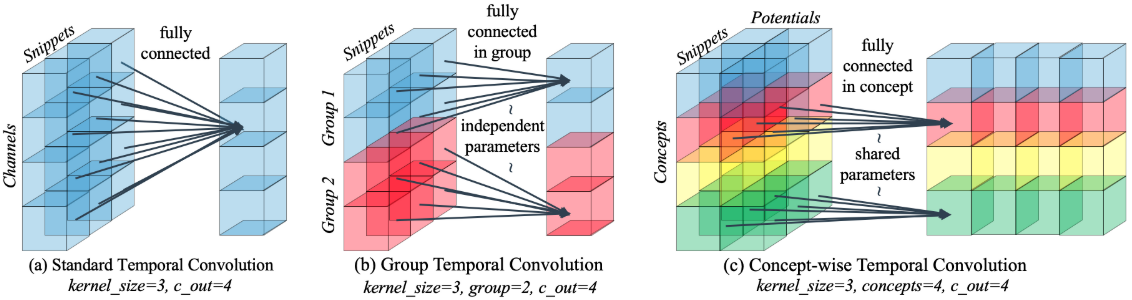 Snippets
fully
connected
Channels
(a) Standard Temporal Convolution
kernel_size=3, c_out=4
Snippets
fully
connected
in group
Group 1
~
independent
parameters
~
Group 2
(b) Group Temporal Convolution
kernel_size=3, group=2, c_out=4
Potentials
Snippets
fully
connected
in concept
Concepts
~
shared
parameters
~
(c) Concept-wise Temporal Convolution
kernel_size=3, concepts=4, c_out=4